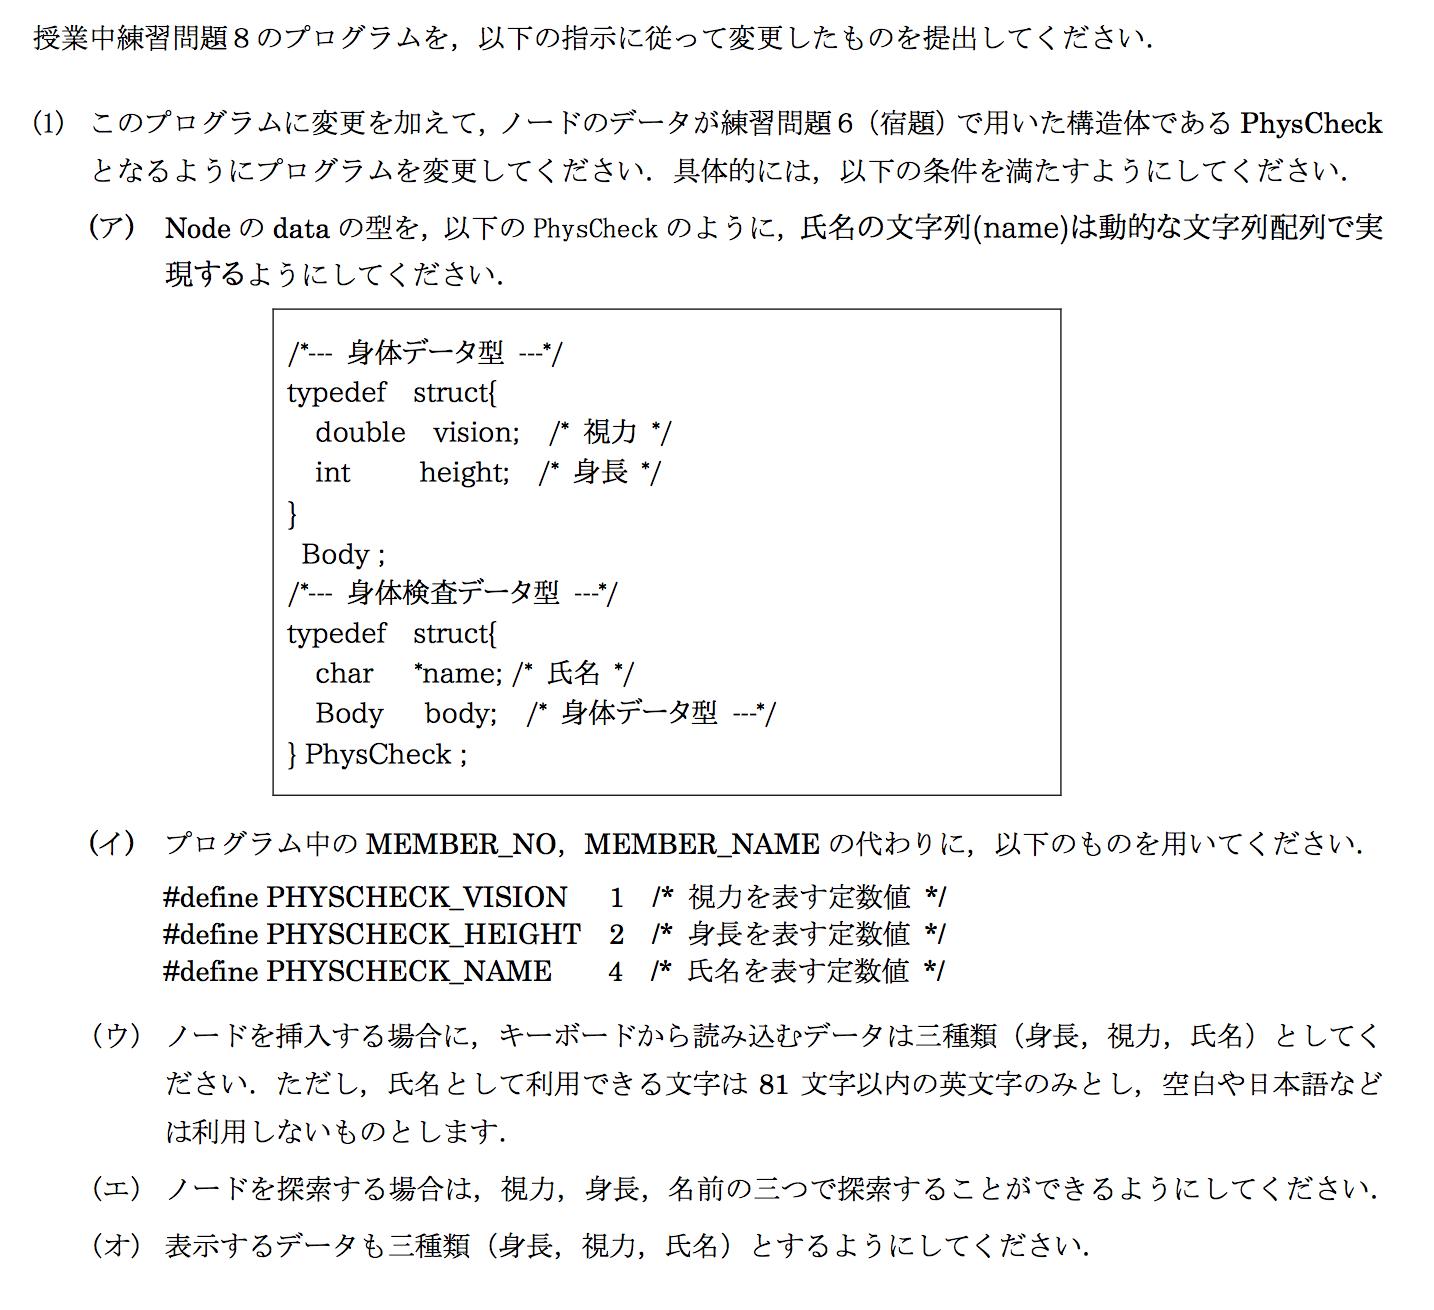 授業中練習問題８のプログラムを，以下の指示に従って変更したものを提出してください．
(1) このプログラムに変更を加えて，ノードのデータが練習問題６（宿題）で用いた構造体である PhysCheck
となるようにプログラムを変更してください．具体的には，以下の条件を満たすようにしてください．
(ア) Node の data の型を，以下の PhysCheck のように，氏名の文字列(name)は動的な文字列配列で実
現するようにしてください．
/*--- 身体データ型 ---*/
typedef struct{
double vision; /* 視力 */
int height; /* 身長 */
}
Body ;
/*--- 身体検査データ型 ---*/
typedef struct{
char *name; /* 氏名 */
Body body; /* 身体データ型 ---*/
} PhysCheck ;
(イ) プログラム中の MEMBER_NO，MEMBER_NAME の代わりに，以下のものを用いてください．
#define PHYSCHECK_VISION 1 /* 視力を表す定数値 */
#define PHYSCHECK_HEIGHT 2 /* 身長を表す定数値 */
#define PHYSCHECK_NAME 4 /* 氏名を表す定数値 */
（ウ） ノードを挿入する場合に，キーボードから読み込むデータは三種類（身長，視力，氏名）としてく
ださい．ただし，氏名として利用できる文字は 81 文字以内の英文字のみとし，空白や日本語など
は利用しないものとします．
（エ） ノードを探索する場合は，視力，身長，名前の三つで探索することができるようにしてください．
（オ） 表示するデータも三種類（身長，視力，氏名）とするようにしてください．